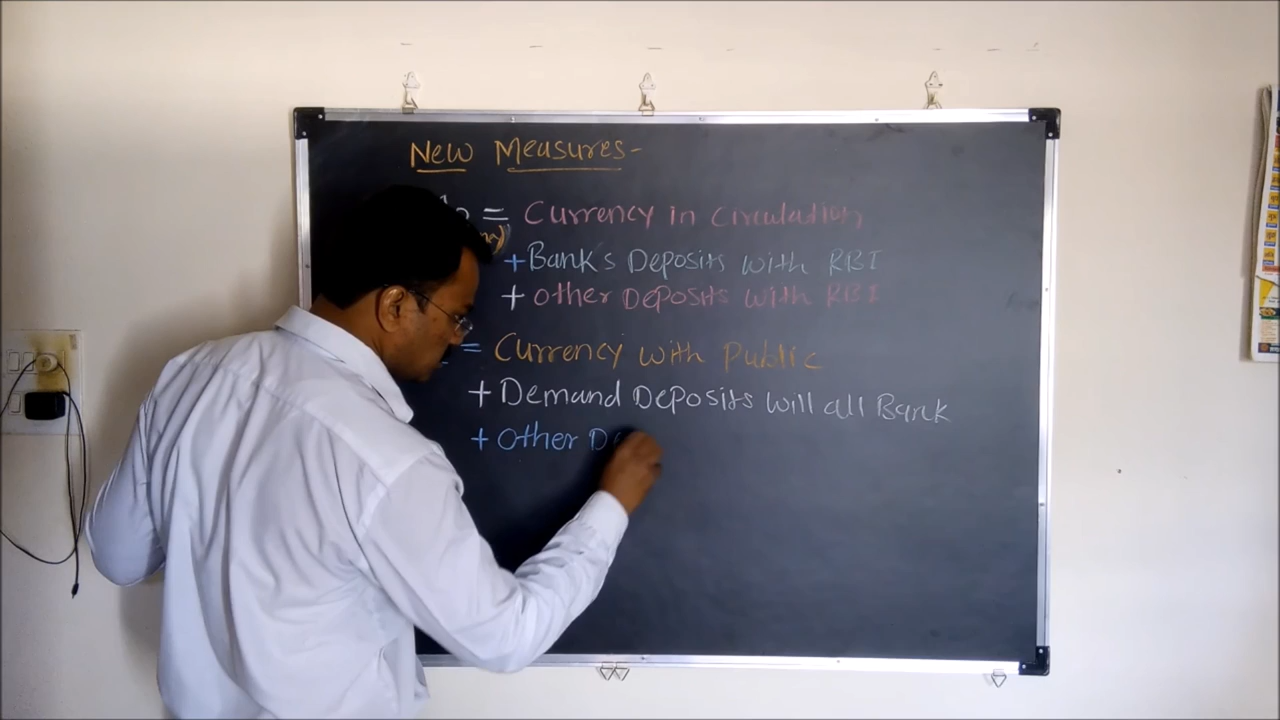 New Measures-
= Currency in Circulation
+ Bank's Deposits with RBI
+ other Deposits with RBI
= Currency with Public
+ Demand Deposits will all Bank
+ Other De